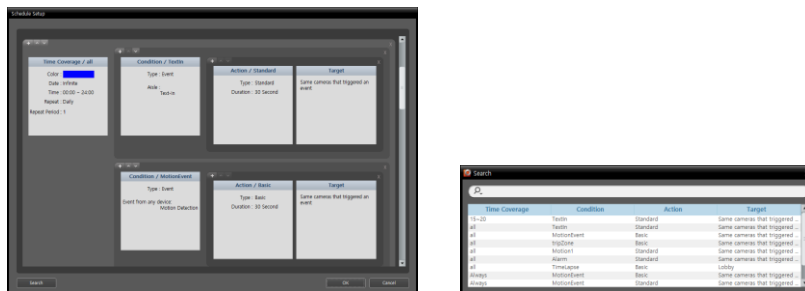 Schedule Setup
Time Coverage / all
Color :
Date : Infinite
Time : 00:00 ~ 24:00
Repeat : Daily
Repeat Period : 1
Condition / TextIn
Type : Event
Aisle :
Text-In
Action / Standard
Type : Standard
Duration : 30 Second
Target
Same cameras that triggered an
event
Condition / MotionEvent
Type : Event
Event from any device:
Motion Detection
Action / Basic
Type : Basic
Duration : 30 Second
Target
Same cameras that triggered an
event
Search OK Cancel
Search
Time Coverage Condition Action Target
15~20 TextIn Standard Same cameras that triggered ...
all TextIn Standard Same cameras that triggered ...
all MotionEvent Basic Same cameras that triggered ...
all tripZone Basic Same cameras that triggered ...
all Motion1 Standard Same cameras that triggered ...
all Alarm Standard Same cameras that triggered ...
all TimeLapse Basic Lobby
Always MotionEvent Basic Same cameras that triggered ...
Always MotionEvent Standard Same cameras that triggered ...